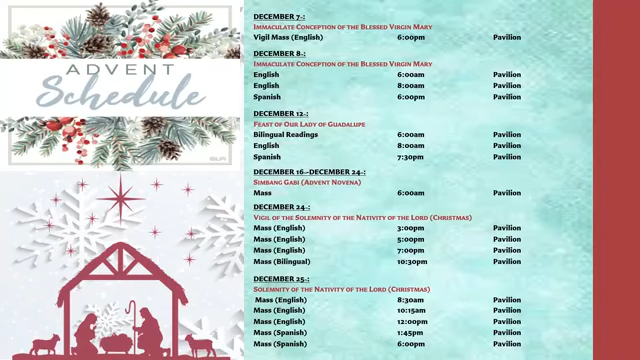 ADVENT
Schedule
DECEMBER 7-:
IMMACULATE CONCEPTION OF THE BLESSED VIRGIN MARY
Vigil Mass (English) 6:00pm Pavilion
DECEMBER 8-:
IMMACULATE CONCEPTION OF THE BLESSED VIRGIN MARY
English 6:00am Pavilion
English 8:00am Pavilion
Spanish 6:00pm Pavilion
DECEMBER 12-:
FEAST OF OUR LADY OF GUADALUPE
Bilingual Readings 6:00am Pavilion
English 8:00am Pavilion
Spanish 7:30pm Pavilion
DECEMBER 16-DECEMBER 24-:
SIMBANG GABI (ADVENT NOVENA)
Mass 6:00am Pavilion
DECEMBER 24-:
VIGIL OF THE SOLEMNITY OF THE NATIVITY OF THE LORD (CHRISTMAS)
Mass (English) 3:00pm Pavilion
Mass (English) 5:00pm Pavilion
Mass (English) 7:00pm Pavilion
Mass (Bilingual) 10:30pm Pavilion
DECEMBER 25-:
SOLEMNITY OF THE NATIVITY OF THE LORD (CHRISTMAS)
Mass (English) 8:30am Pavilion
Mass (English) 10:15am Pavilion
Mass (English) 12:00pm Pavilion
Mass (Spanish) 1:45pm Pavilion
Mass (Spanish) 6:00pm Pavilion